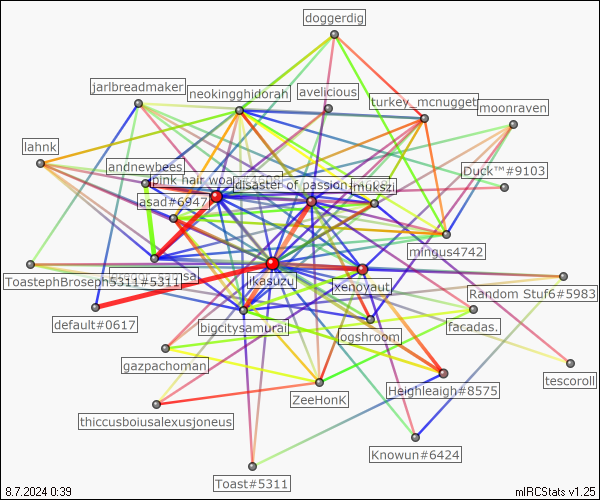 doggerdig
jarlbreadmaker
neokingghidorah
avelicious
turkey_mcnugget
moonraven
lahnk
andnewbees
pink hair woa
disaster of passion
mukszi
Duck™#9103
asad#6947
mingus4742
ToastephBroseph5311#5311
ikasuzu
xenoyaut
Random Stuf6#5983
default#0617
bigcitysamurai
ogshroom
facadas.
gazpachoman
tescoroll
ZeeHonK
Heighleaigh#8575
thiccusboiusalexusjoneus
Knowun#6424
Toast#5311
8.7.2024 0:39
mIRCStats v1.25